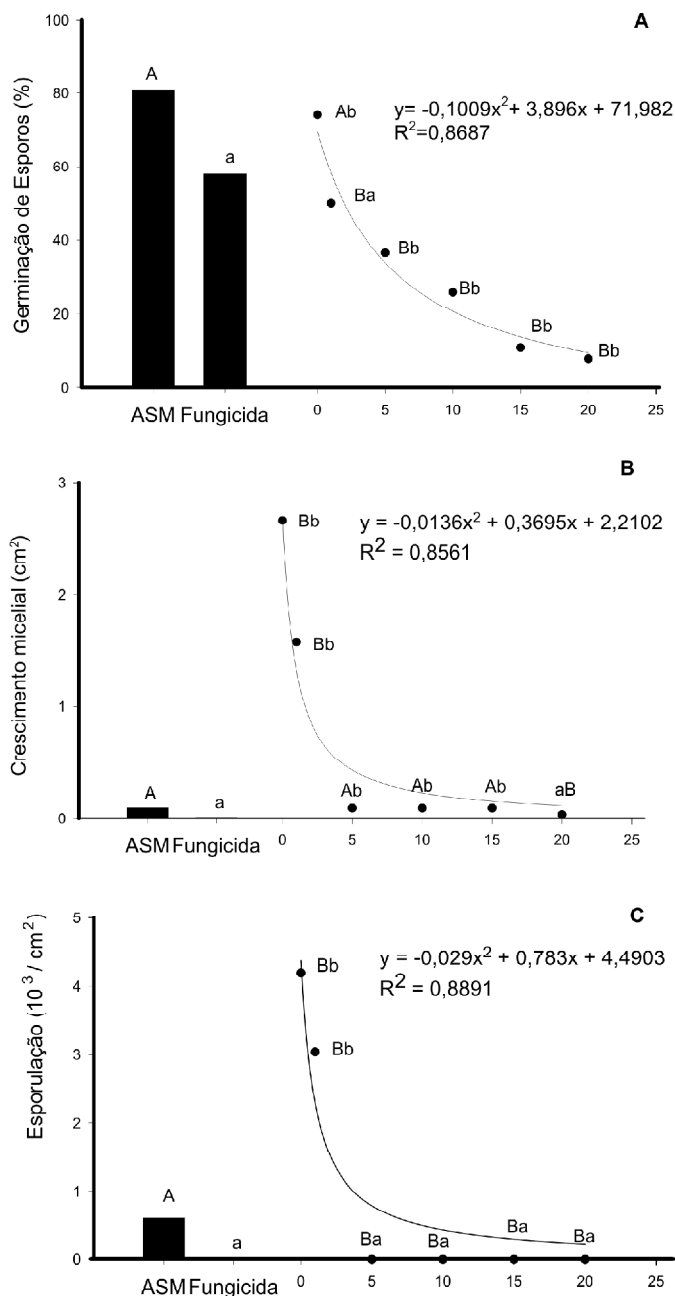 A
100
80
60
40
20
0
Germinação de Esporos (%)
A
a
Ab
Ba
Bb
Bb
Bb
Bb
y= -0,1009x²+ 3,896x + 71,982
R²=0,8687
ASM Fungicida
0 5 10 15 20 25
B
3
2
1
0
Crescimento micelial (cm²)
A
a
Bb
Bb
Ab
Ab
Ab
aB
y = -0,0136x² + 0,3695x + 2,2102
R² = 0,8561
ASM Fungicida
0 5 10 15 20 25
C
5
4
3
2
1
0
Esporulação (10³ / cm²)
A
a
Bb
Bb
Ba
Ba
Ba
Ba
y = -0,029x² + 0,783x + 4,4903
R² = 0,8891
ASM Fungicida
0 5 10 15 20 25